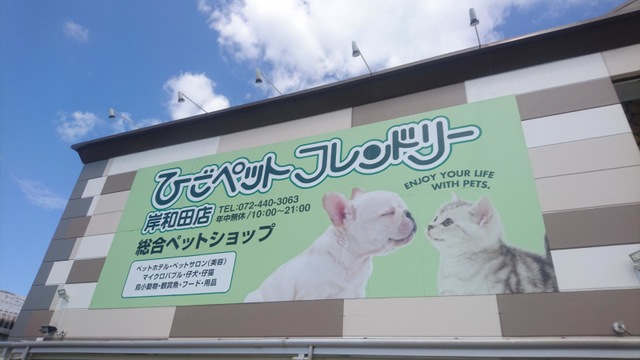 ひごペットフレンドリー
岸和田店
TEL:072-440-3063
年中無休/10:00~21:00
総合ペットショップ
ペットホテル・ペットサロン(美容)
マイクロバブル・仔犬・仔猫
鳥小動物・観賞魚・フード・用品
ENJOY YOUR LIFE
WITH PETS.